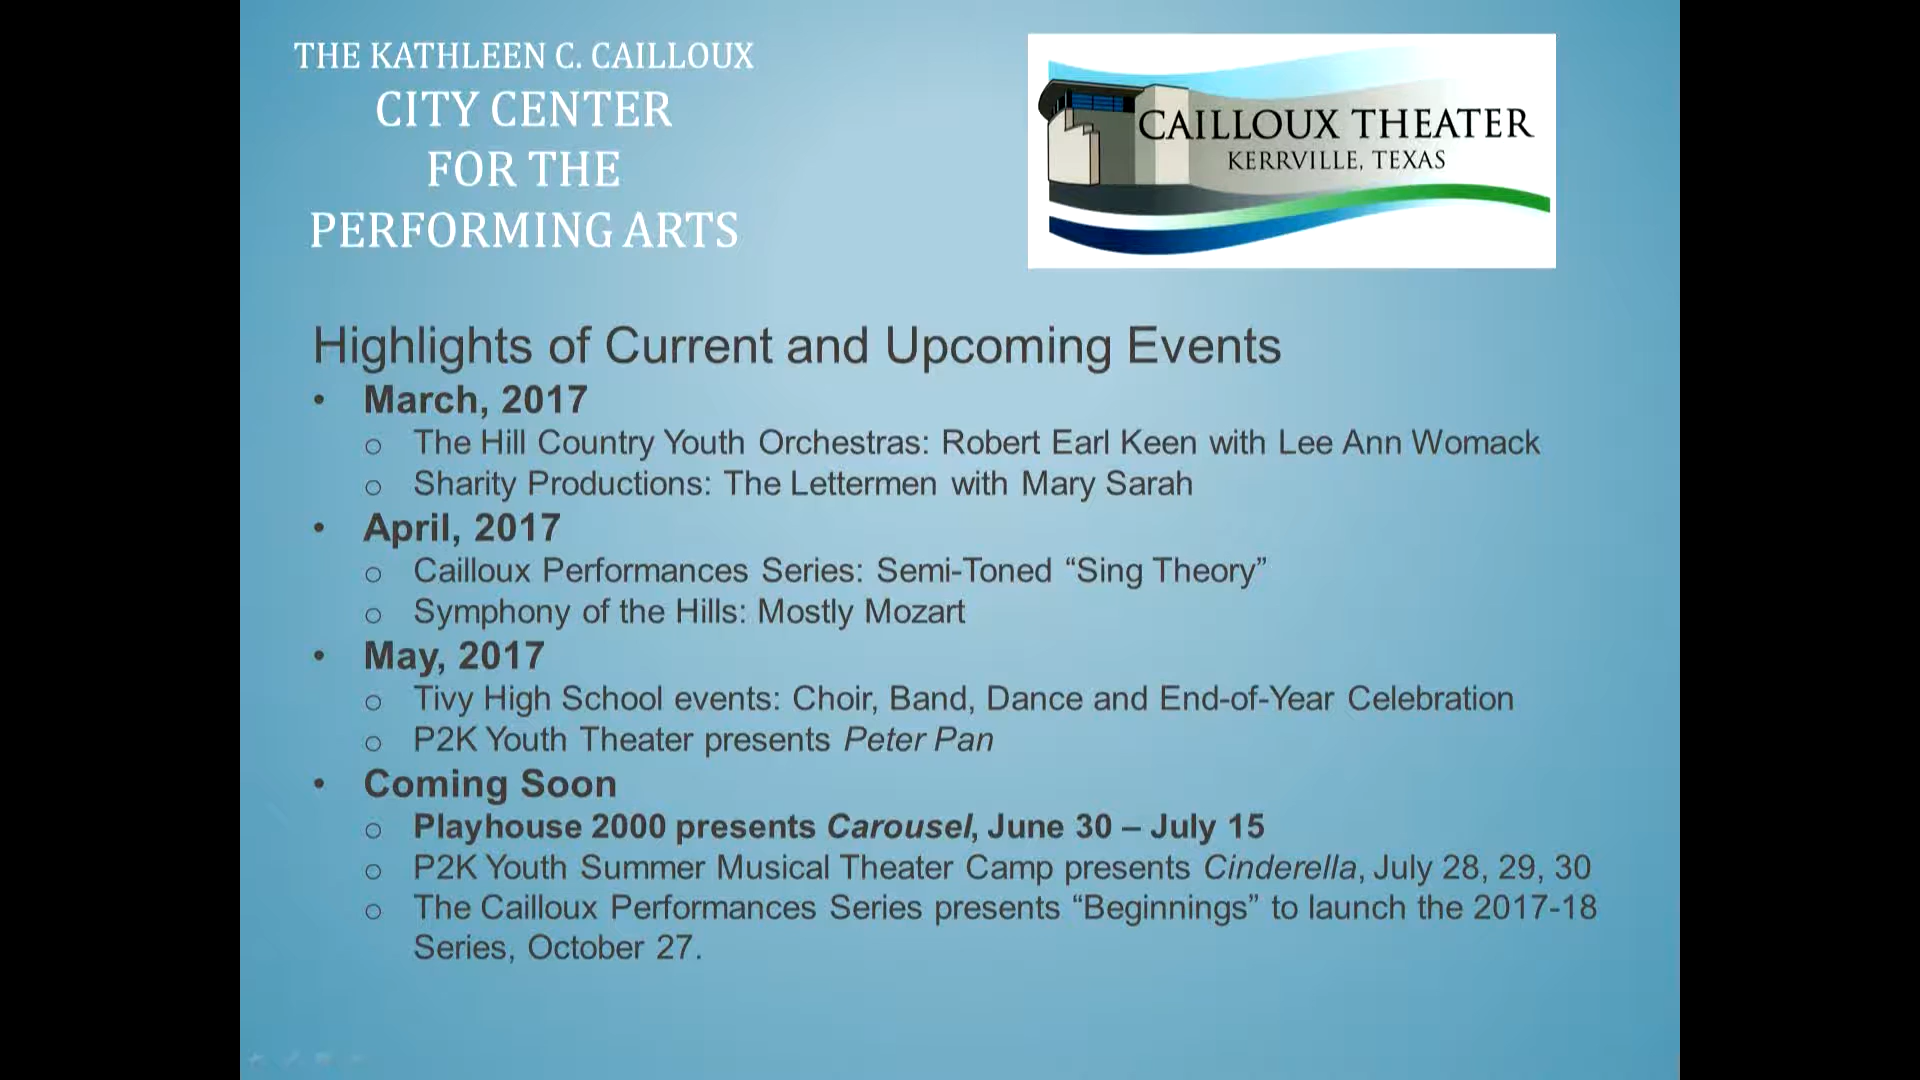 THE KATHLEEN C. CAILLOUX
CITY CENTER
FOR THE
PERFORMING ARTS
CAILLOUX THEATER
KERRVILLE, TEXAS
Highlights of Current and Upcoming Events
• March, 2017
o The Hill Country Youth Orchestras: Robert Earl Keen with Lee Ann Womack
o Sharity Productions: The Lettermen with Mary Sarah
• April, 2017
o Cailloux Performances Series: Semi-Toned “Sing Theory”
o Symphony of the Hills: Mostly Mozart
• May, 2017
o Tivy High School events: Choir, Band, Dance and End-of-Year Celebration
o P2K Youth Theater presents Peter Pan
• Coming Soon
o Playhouse 2000 presents Carousel, June 30 – July 15
o P2K Youth Summer Musical Theater Camp presents Cinderella, July 28, 29, 30
o The Cailloux Performances Series presents “Beginnings” to launch the 2017-18
Series, October 27.